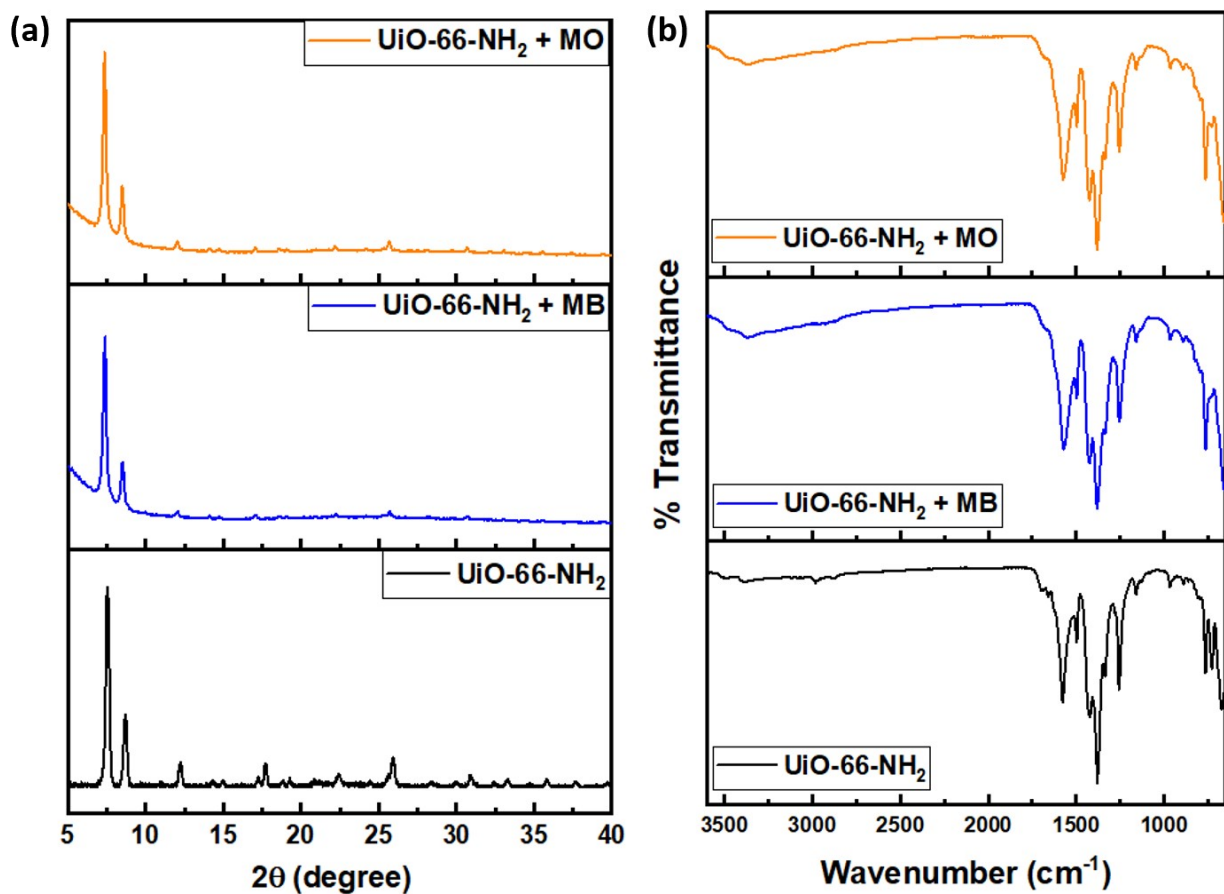 (a)
UiO-66-NH₂ + MO
UiO-66-NH₂ + MB
UiO-66-NH₂
5 10 15 20 25 30 35 40
2θ (degree)
(b)
% Transmittance
UiO-66-NH₂ + MO
UiO-66-NH₂ + MB
UiO-66-NH₂
3500 3000 2500 2000 1500 1000
Wavenumber (cm⁻¹)